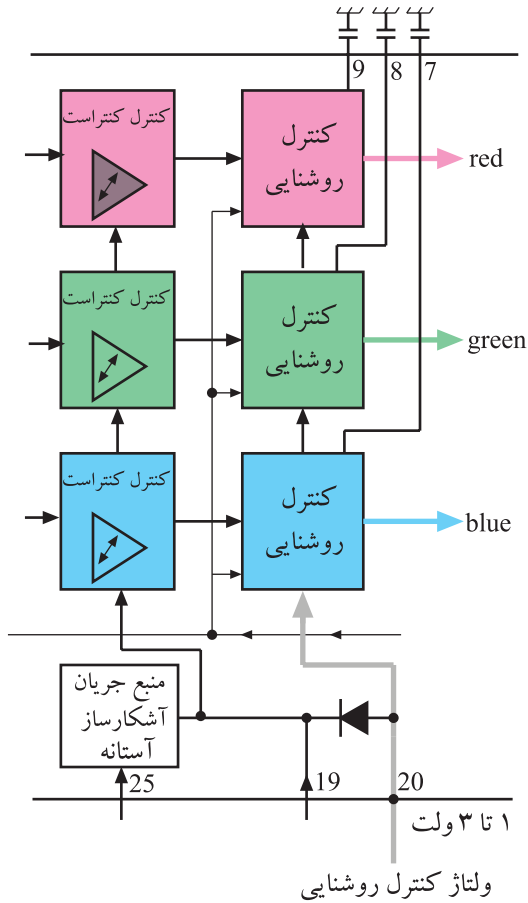 9 8 7
کنترل کنتراست
کنترل
روشنایی
red
کنترل کنتراست
کنترل
روشنایی
green
کنترل کنتراست
کنترل
روشنایی
blue
منبع جریان
آشکارساز
آستانه
25 19 20
۱ تا ۳ ولت
ولتاژ کنترل روشنایی